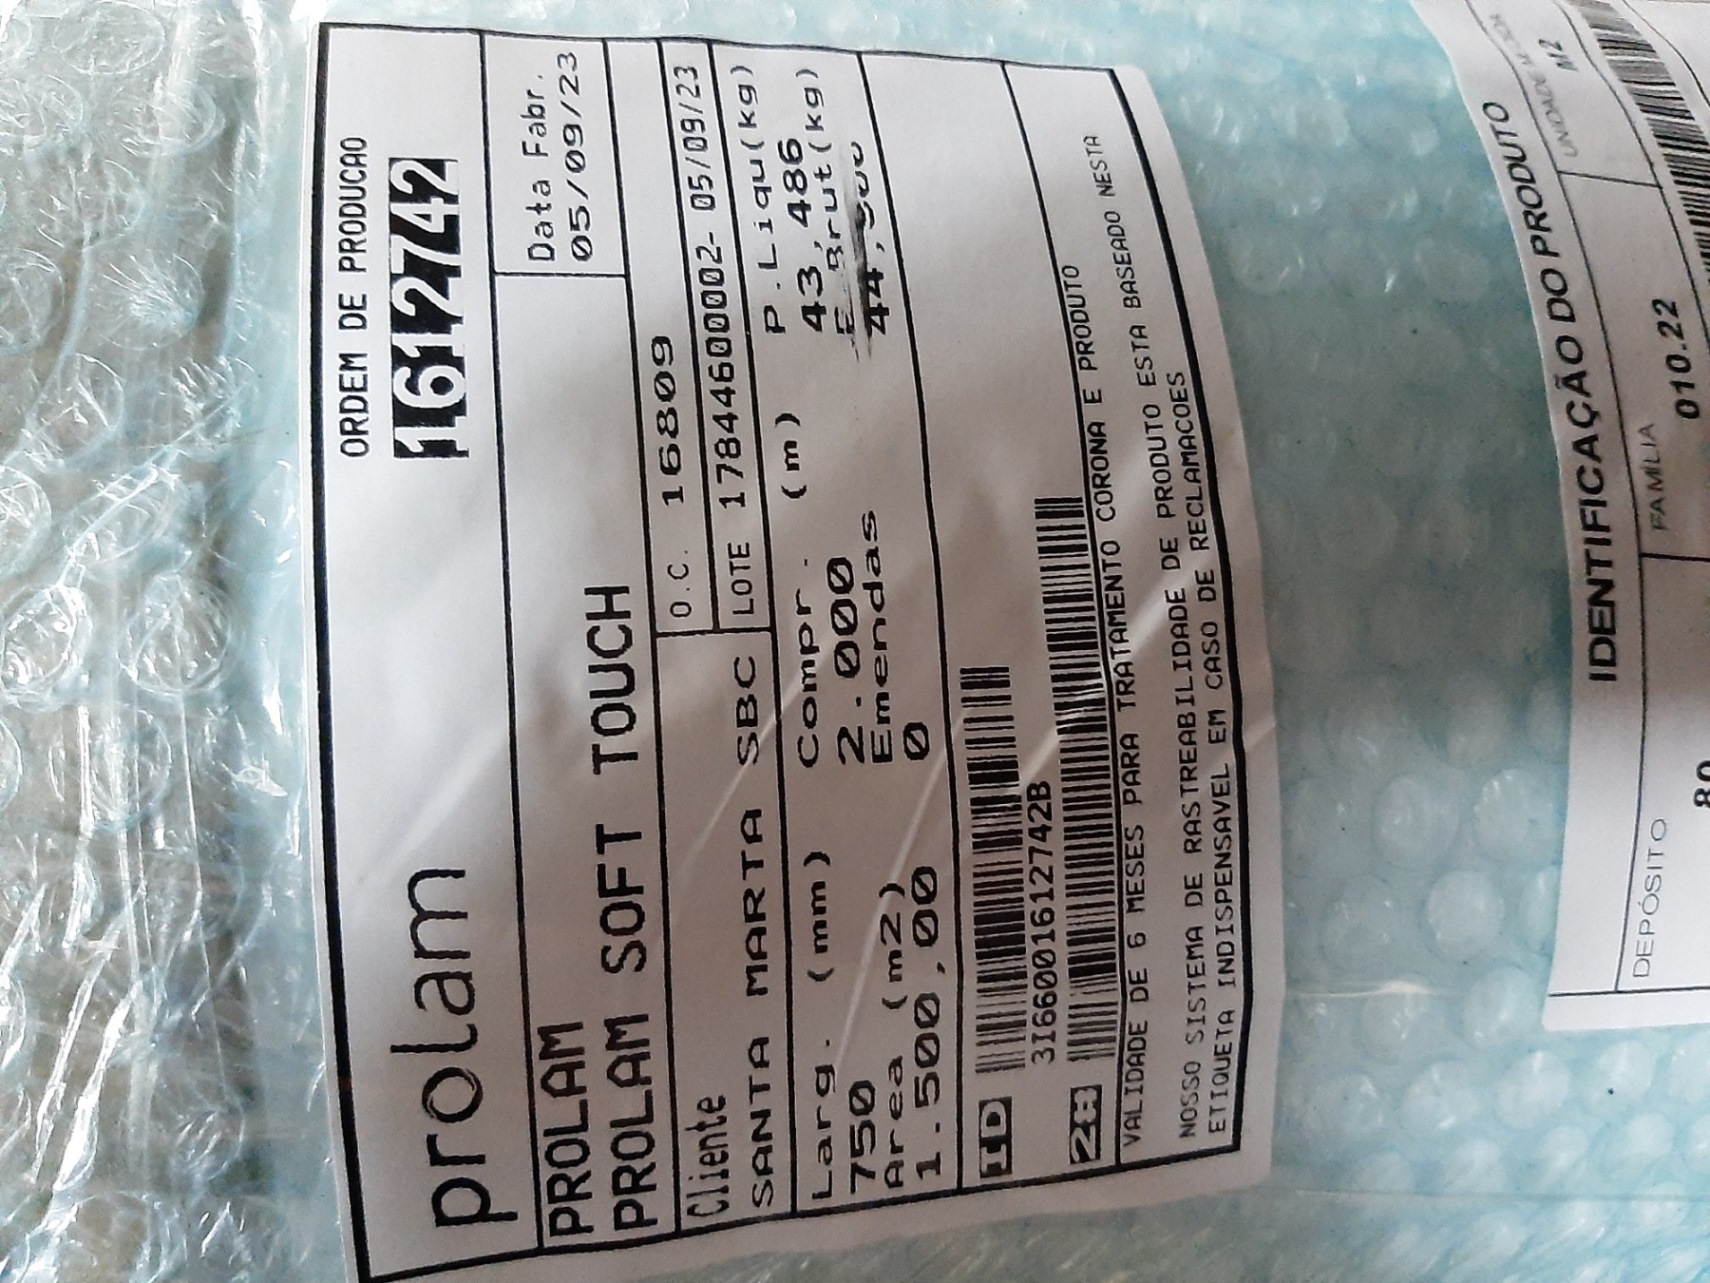 prolam
ORDEM DE PRODUCAO
1612742
PROLAM
PROLAM SOFT TOUCH
Data Fabr.
05/09/23
Cliente
SANTA MARTA SBC
O.C. 16809
LOTE 17844600002- 05/09/23
Larg. (mm)
750
Compr. (m)
2.000
P.Liqu(kg)
43,486
Area (m2)
1.500,00
Emendas
0
Brut(kg)
ID
3I66001612742B
VALIDADE DE 6 MESES PARA TRATAMENTO CORONA E PRODUTO
NOSSO SISTEMA DE RASTREABILIDADE DE PRODUTO ESTA BASEADO NESTA
ETIQUETA INDISPENSAVEL EM CASO DE RECLAMACOES
IDENTIFICAÇÃO DO PRODUTO
DEPÓSITO
80
FAMÍLIA
010.22
UNIDADE
M2